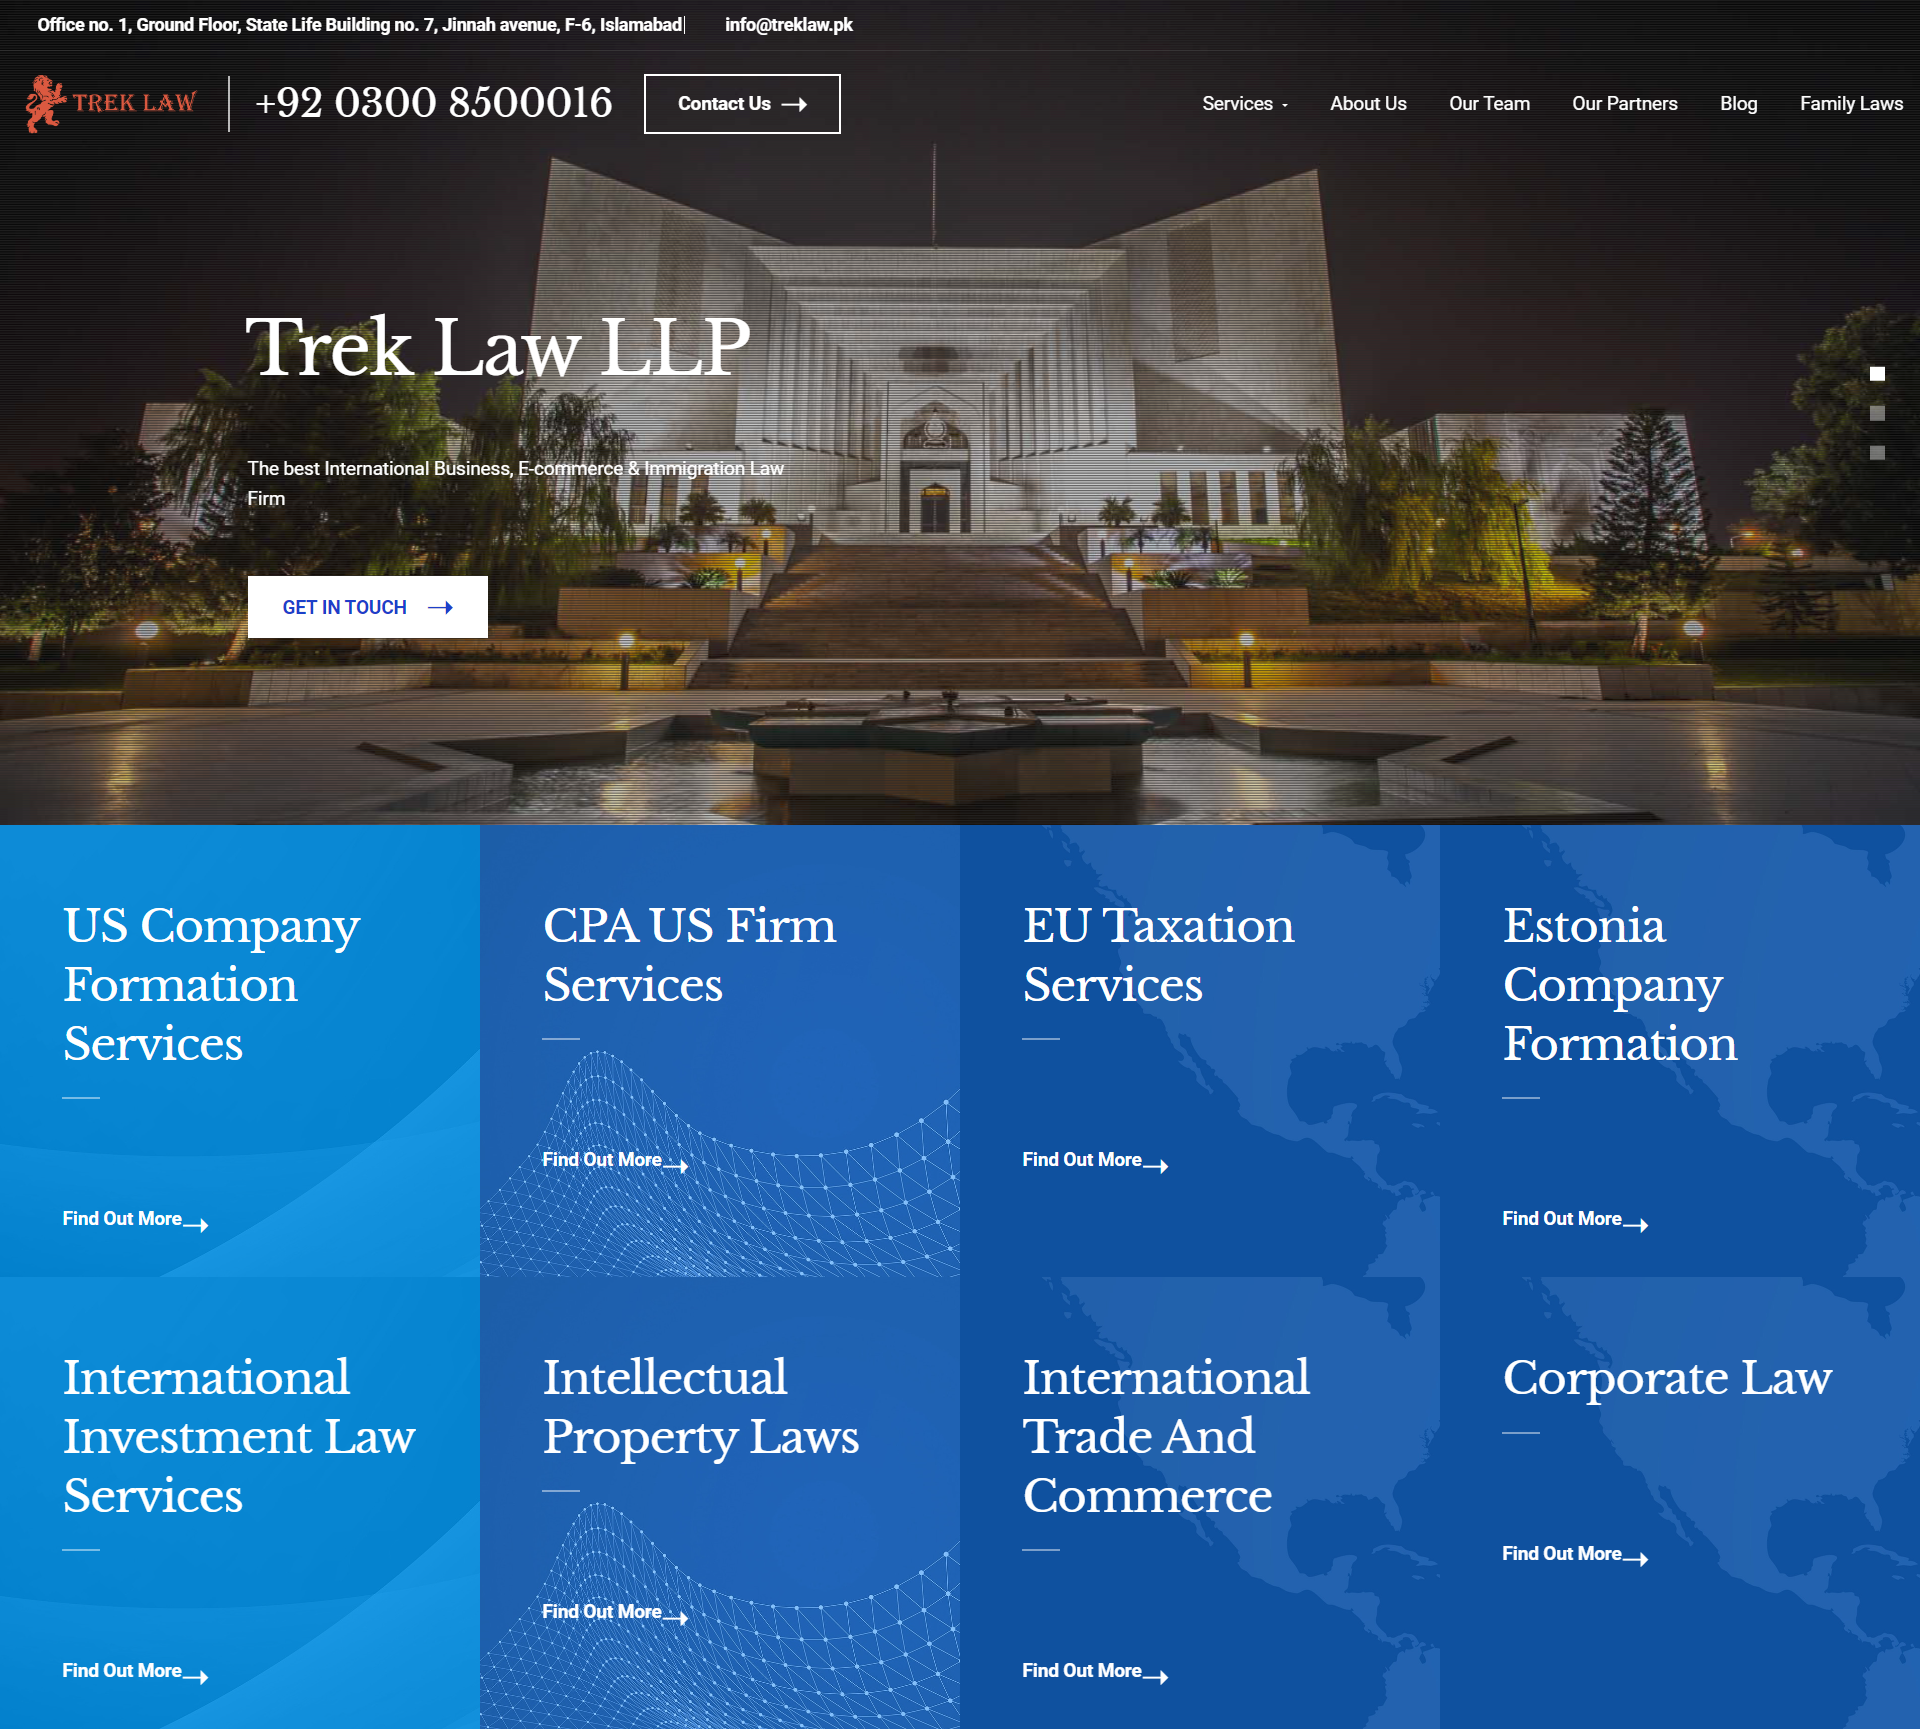 Office no. 1, Ground Floor, State Life Building no. 7, Jinnah avenue, F-6, Islamabad
info@treklaw.pk
TREK LAW
+92 0300 8500016
Contact Us
Services
About Us
Our Team
Our Partners
Blog
Family Laws
Trek Law LLP
The best International Business, E-commerce & Immigration Law
Firm
GET IN TOUCH
US Company
Formation
Services
Find Out More
CPA US Firm
Services
Find Out More
EU Taxation
Services
Find Out More
Estonia
Company
Formation
Find Out More
International
Investment Law
Services
Find Out More
Intellectual
Property Laws
Find Out More
International
Trade And
Commerce
Find Out More
Corporate Law
Find Out More